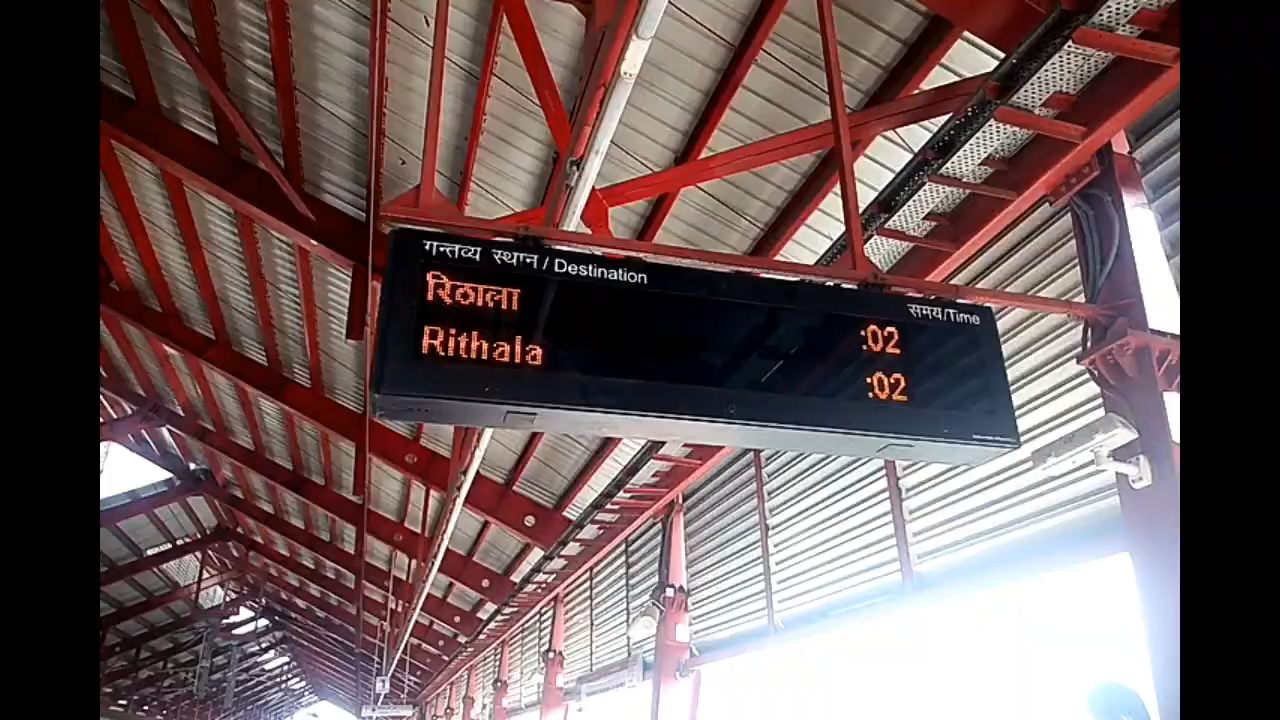 गन्तव्य स्थान / Destination
समय/Time
रिठाला :02
Rithala :02